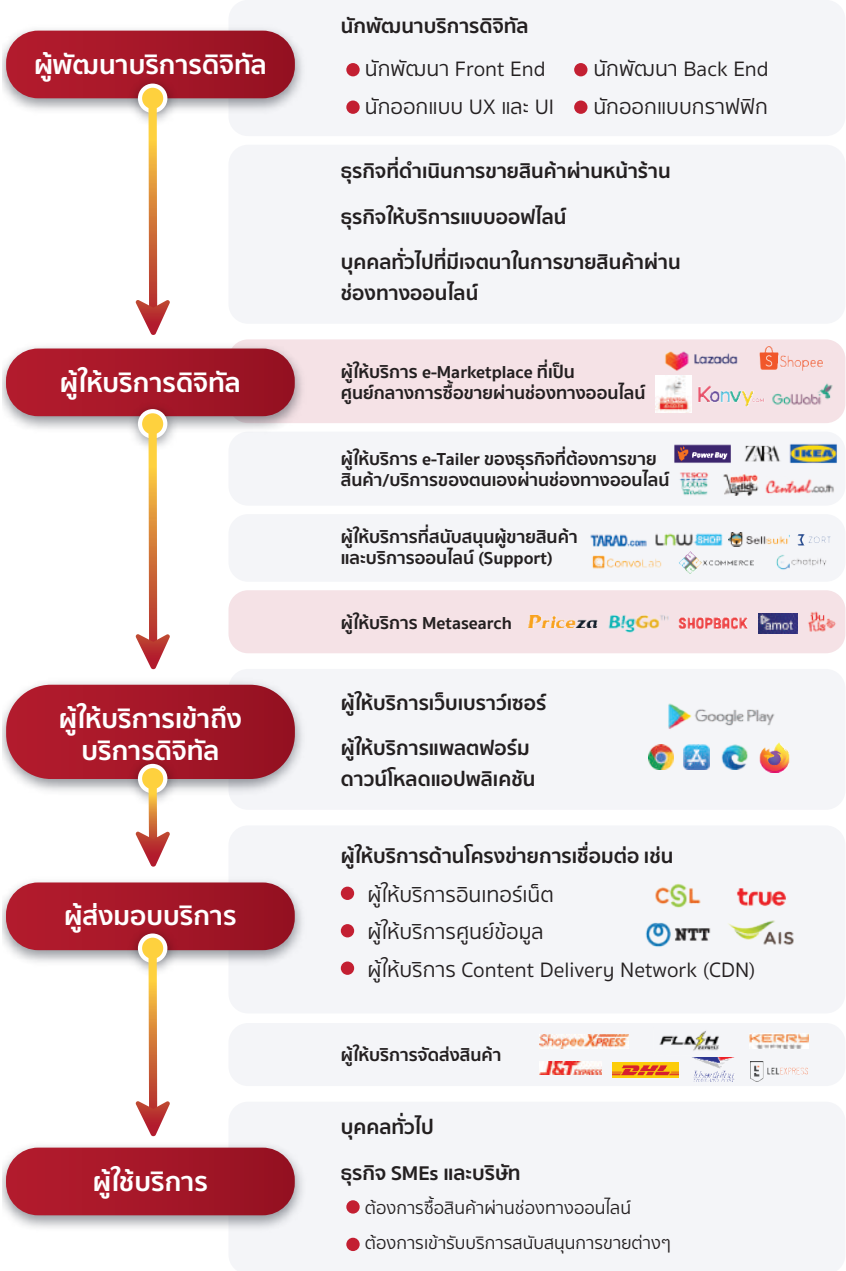 ผู้พัฒนาบริการดิจิทัล
นักพัฒนาบริการดิจิทัล
นักพัฒนา Front End
นักพัฒนา Back End
นักออกแบบ UX และ UI
นักออกแบบกราฟฟิก
ธุรกิจที่ดำเนินการขายสินค้าผ่านหน้าร้าน
ธุรกิจให้บริการแบบออฟไลน์
บุคคลทั่วไปที่มีเจตนาในการขายสินค้าผ่าน
ช่องทางออนไลน์
ผู้ให้บริการดิจิทัล
ผู้ให้บริการ e-Marketplace ที่เป็น
ศูนย์กลางการซื้อขายผ่านช่องทางออนไลน์
Lazada
Shopee
Konvy.com
GoWabi
ผู้ให้บริการ e-Tailer ของธุรกิจที่ต้องการขาย
สินค้า/บริการของตนเองผ่านช่องทางออนไลน์
Power Buy
ZARA
IKEA
TESCO
Lotus
makro
click
Central.co.th
ผู้ให้บริการที่สนับสนุนผู้ขายสินค้า
และบริการออนไลน์ (Support)
TARAD.com
LnwSHOP
Sellsuki
ZORT
ConvoLab
XCOMMERCE
chatpify
ผู้ให้บริการ Metasearch
Priceza
B!gGo
SHOPBACK
amot
ปันโปร
ผู้ให้บริการเข้าถึง
บริการดิจิทัล
ผู้ให้บริการเว็บเบราว์เซอร์
ผู้ให้บริการแพลตฟอร์ม
ดาวน์โหลดแอปพลิเคชัน
Google Play
ผู้ส่งมอบบริการ
ผู้ให้บริการด้านโครงข่ายการเชื่อมต่อ เช่น
ผู้ให้บริการอินเทอร์เน็ต
ผู้ให้บริการศูนย์ข้อมูล
ผู้ให้บริการ Content Delivery Network (CDN)
CSL
true
NTT
AIS
ผู้ให้บริการจัดส่งสินค้า
Shopee XPRESS
FLASH EXPRESS
KERRY
J&T EXPRESS
DHL
ไปรษณีย์ไทย
LEL EXPRESS
ผู้ใช้บริการ
บุคคลทั่วไป
ธุรกิจ SMEs และบริษัท
ต้องการซื้อสินค้าผ่านช่องทางออนไลน์
ต้องการเข้ารับบริการสนับสนุนการขายต่างๆ